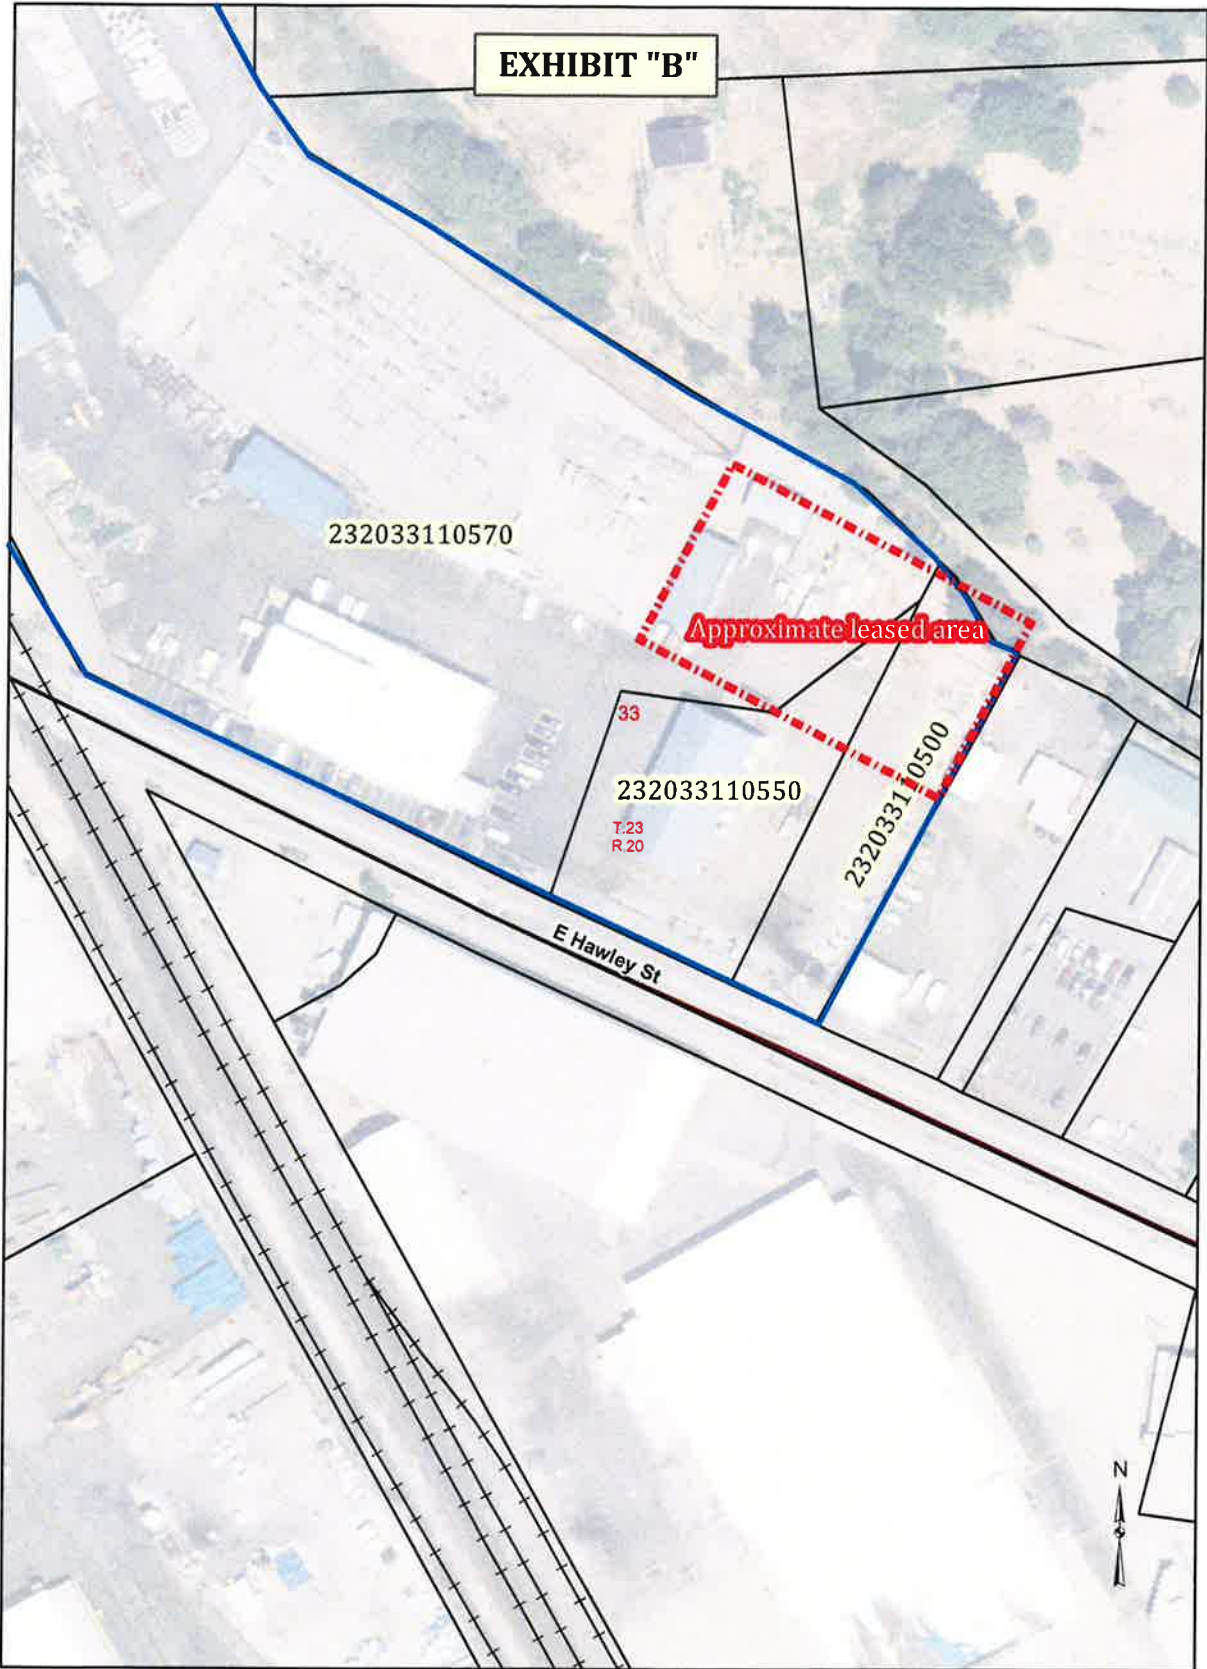 EXHIBIT "B"
232033110570
Approximate leased area
33
232033110550
232033110500
T:23
R:20
E Hawley St
N